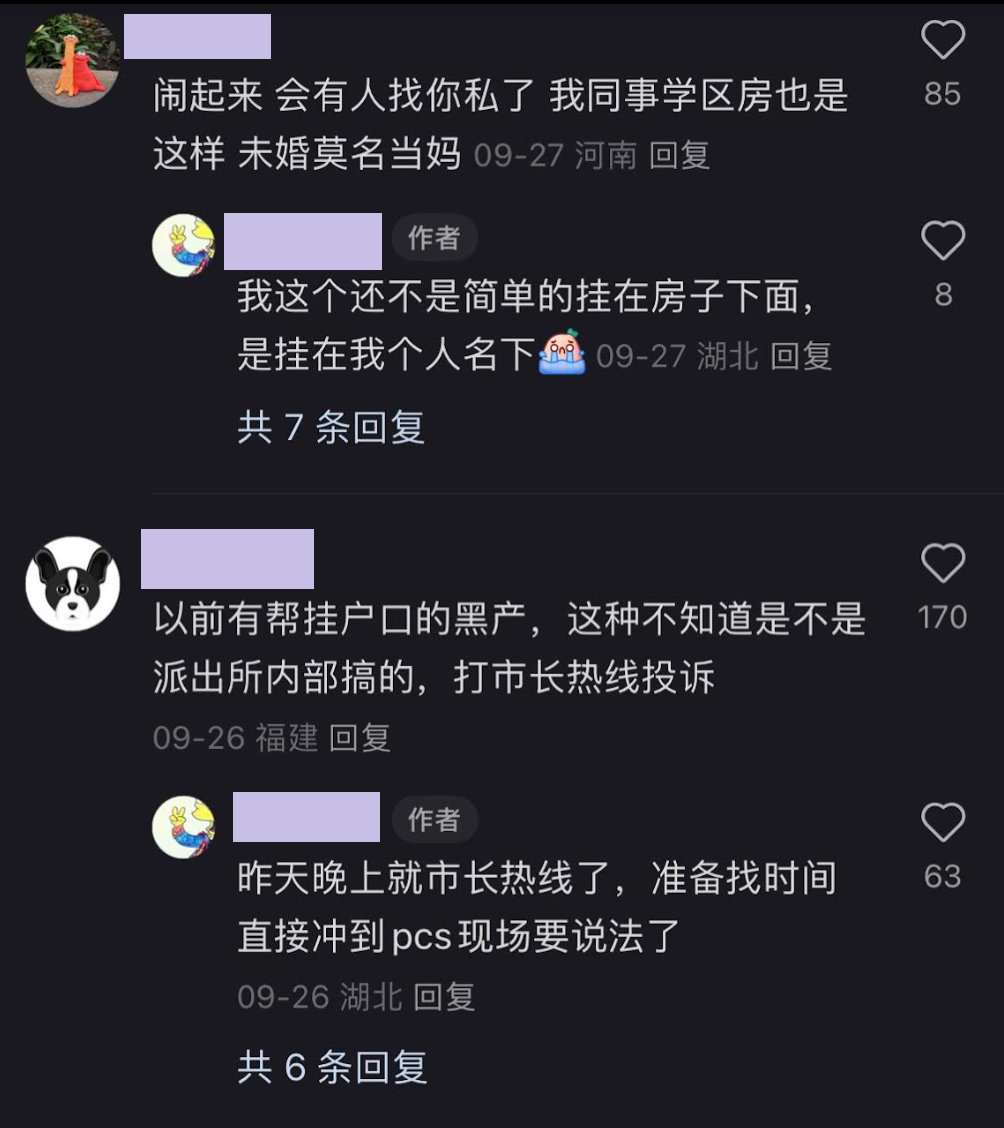 闹起来 会有人找你私了 我同事学区房也是
这样 未婚莫名当妈 09-27 河南 回复
85
作者
我这个还不是简单的挂在房子下面，
是挂在我个人名下 09-27 湖北 回复
8
共 7 条回复
以前有帮挂户口的黑产，这种不知道是不是
派出所内部搞的，打市长热线投诉
09-26 福建 回复
170
作者
昨天晚上就市长热线了，准备找时间
直接冲到pcs现场要说法了
09-26 湖北 回复
63
共 6 条回复